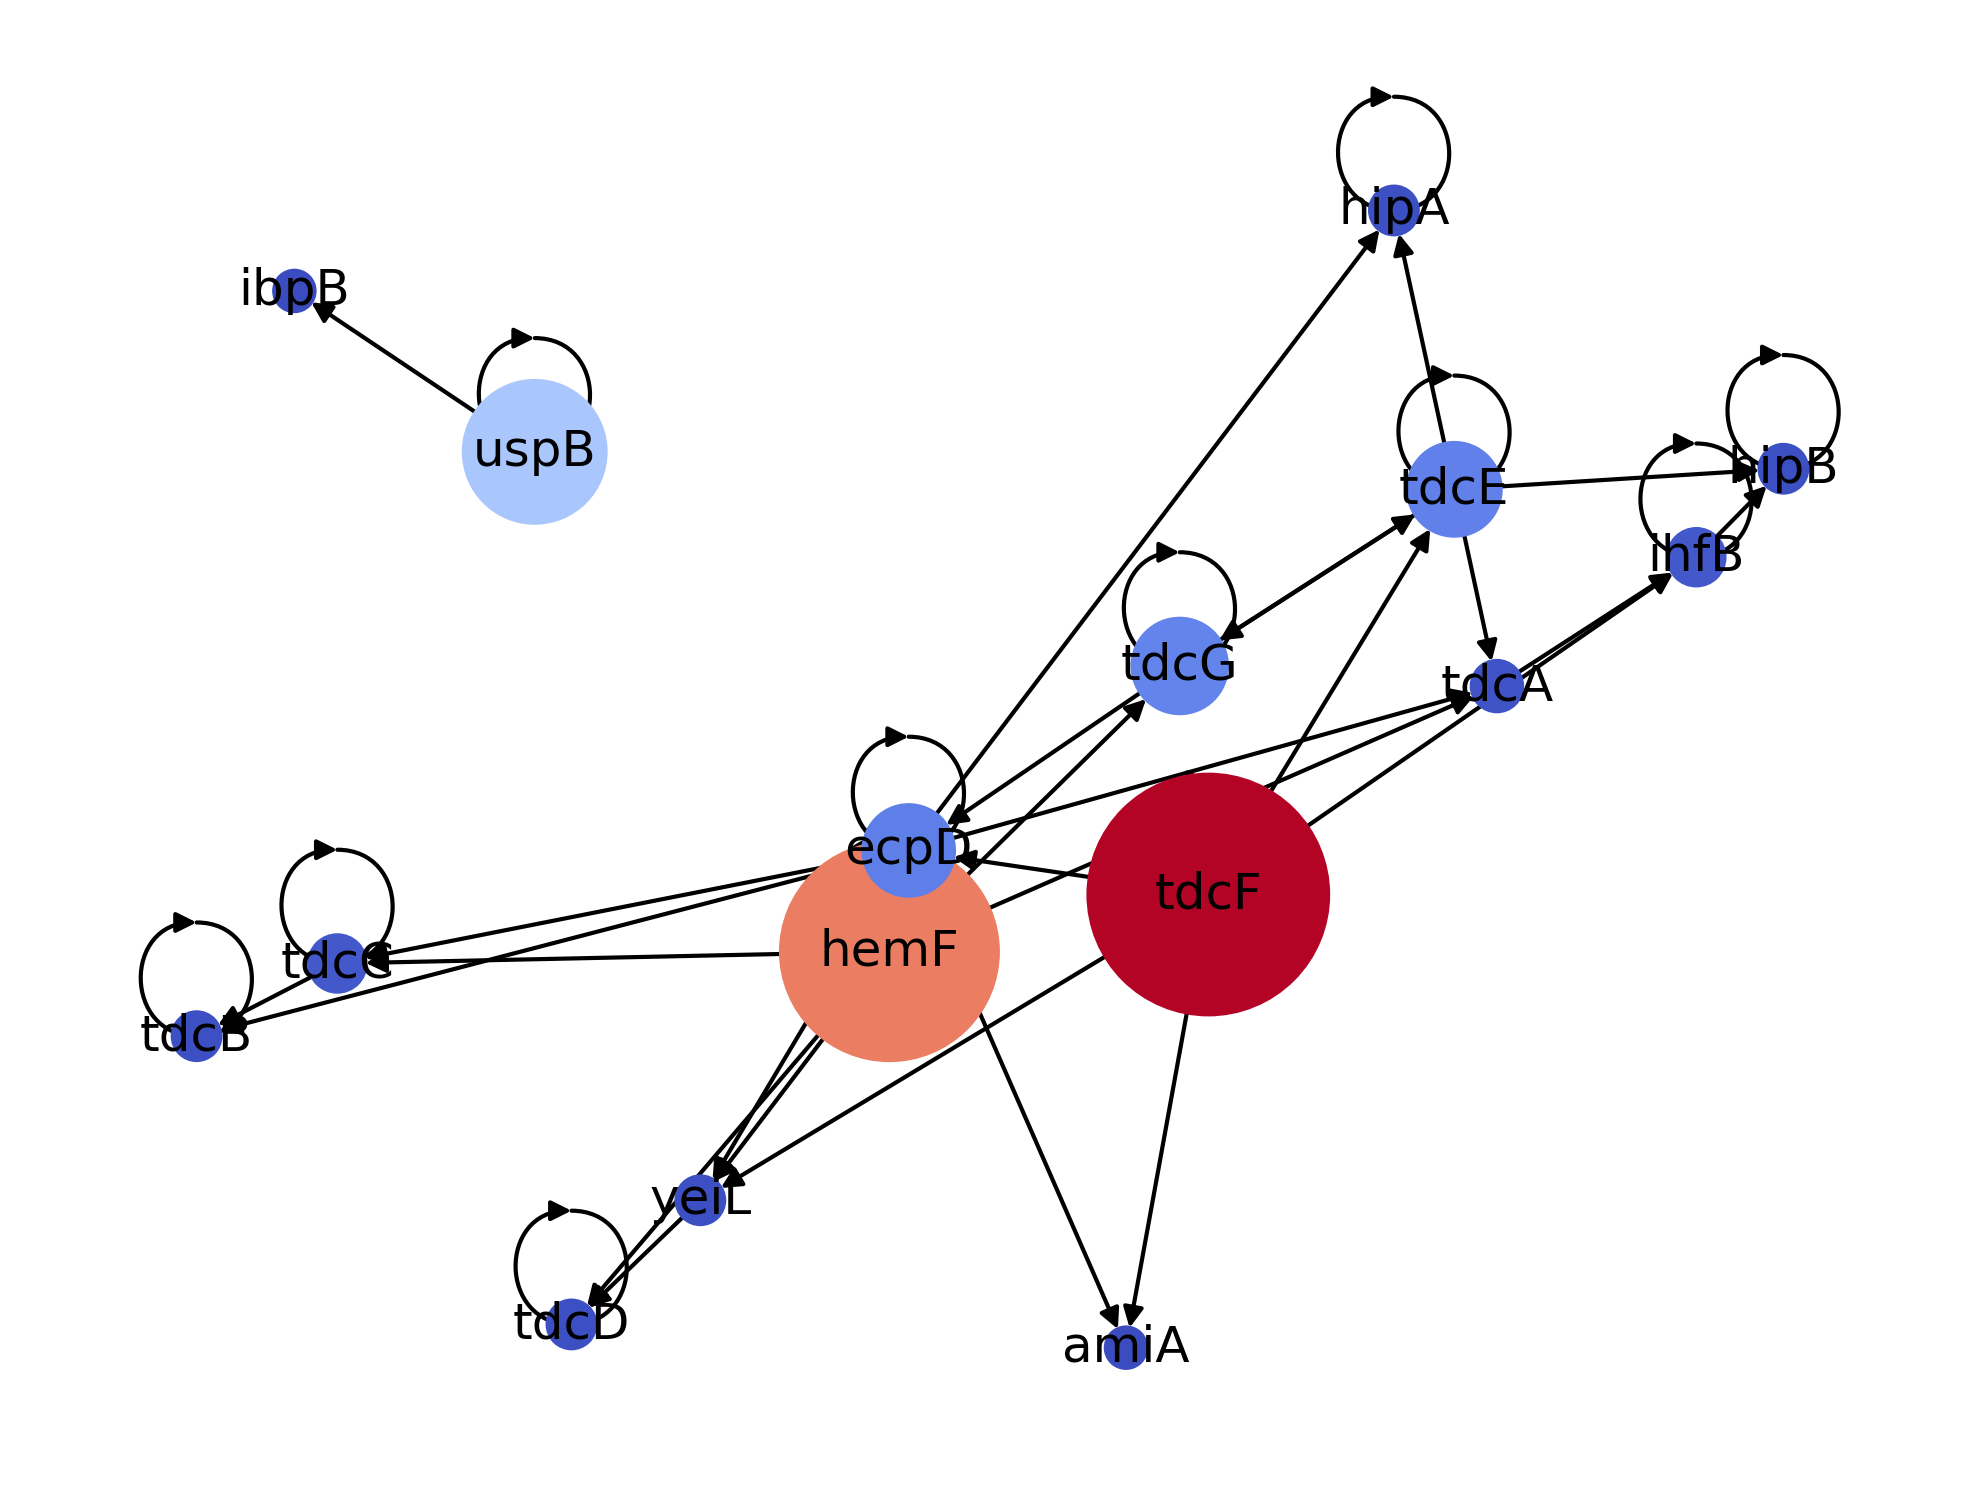 hipA
ibpB
uspB
hipB
tdcE
ihfB
tdcG
tdcA
ecpD
tdcF
hemF
tdcC
tdcB
yeiL
tdcD
amiA